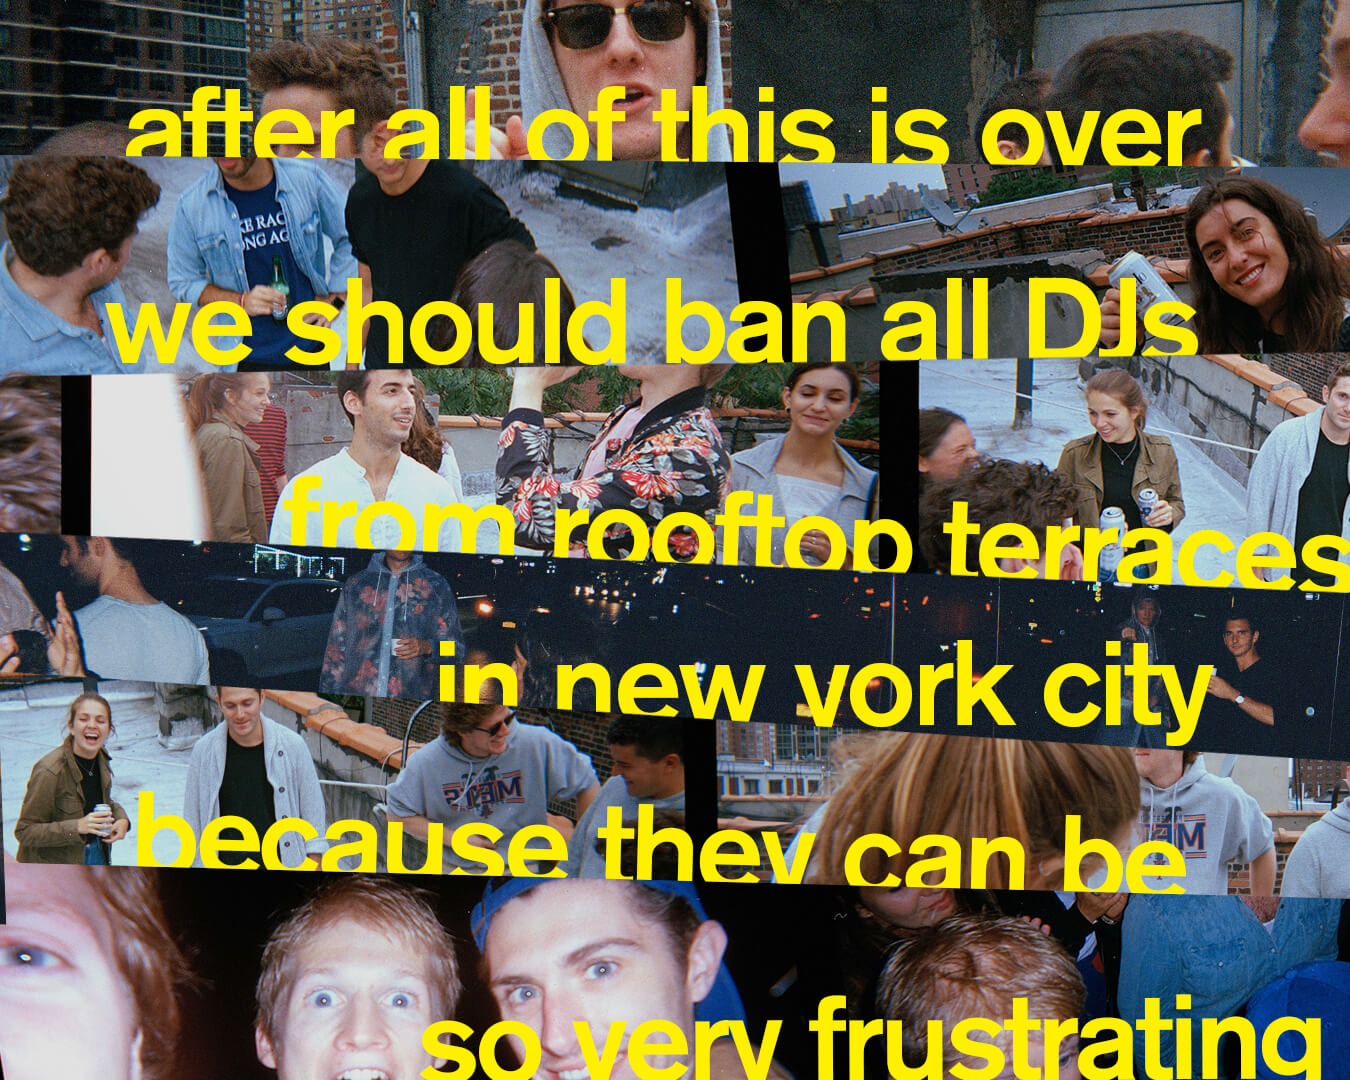 after all of this is over
we should ban all DJs
from rooftop terraces
in new york city
because they can be
so very frustrating